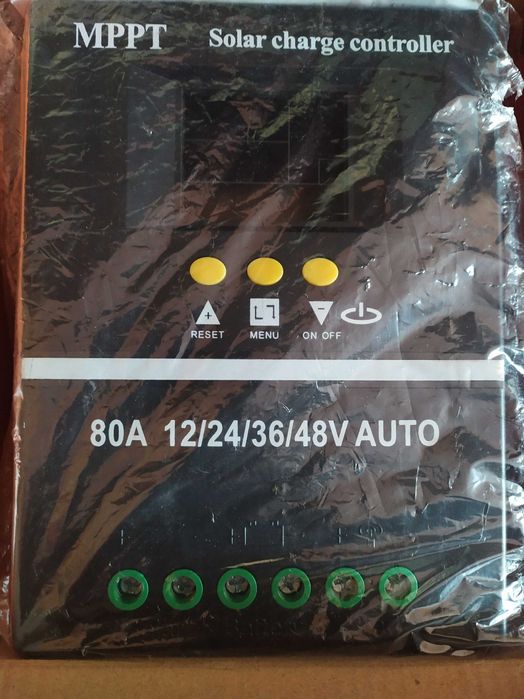 MPPT Solar charge controller
+ −
RESET MENU ON OFF
80A 12/24/36/48V AUTO